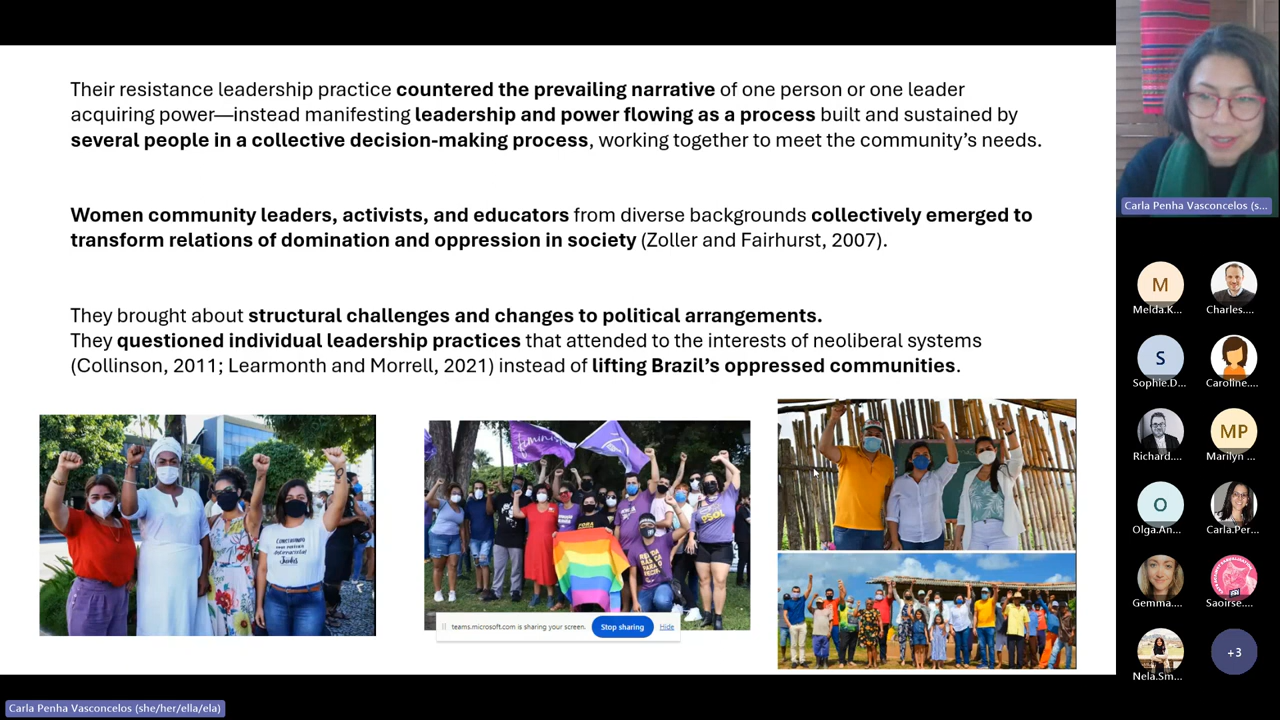 Their resistance leadership practice countered the prevailing narrative of one person or one leader
acquiring power—instead manifesting leadership and power flowing as a process built and sustained by
several people in a collective decision-making process, working together to meet the community's needs.
Women community leaders, activists, and educators from diverse backgrounds collectively emerged to
transform relations of domination and oppression in society (Zoller and Fairhurst, 2007).
They brought about structural challenges and changes to political arrangements.
They questioned individual leadership practices that attended to the interests of neoliberal systems
(Collinson, 2011; Learmonth and Morrell, 2021) instead of lifting Brazil's oppressed communities.
PSOL
teams.microsoft.com is sharing your screen.
Stop sharing
Hide
Carla Penha Vasconcelos (s...
M
Melda.K...
Charles....
S
Sophie.D...
Caroline....
Richard....
MP
Marilyn ...
O
Olga.An...
Carla.Per...
Gemma....
Saoirse....
Nela.Sm...
+3
Carla Penha Vasconcelos (she/her/ella/ela)